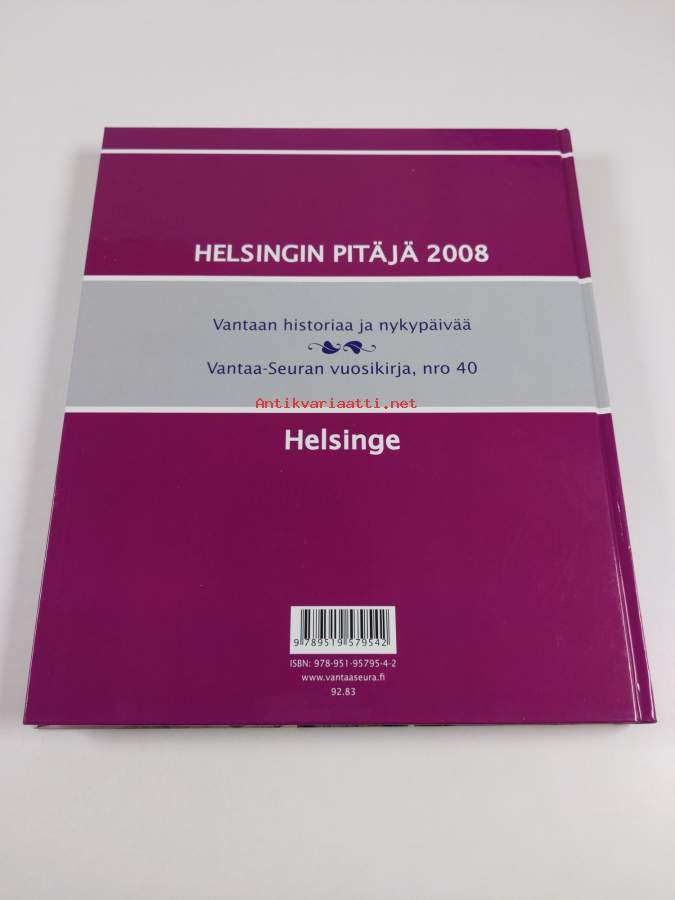 HELSINGIN PITÄJÄ 2008
Vantaan historiaa ja nykypäivää
Vantaa-Seuran vuosikirja, nro 40
Antikvariaatti.net
Helsinge
9 789519 579542
ISBN: 978-951-95795-4-2
www.vantaaseura.fi
92.83